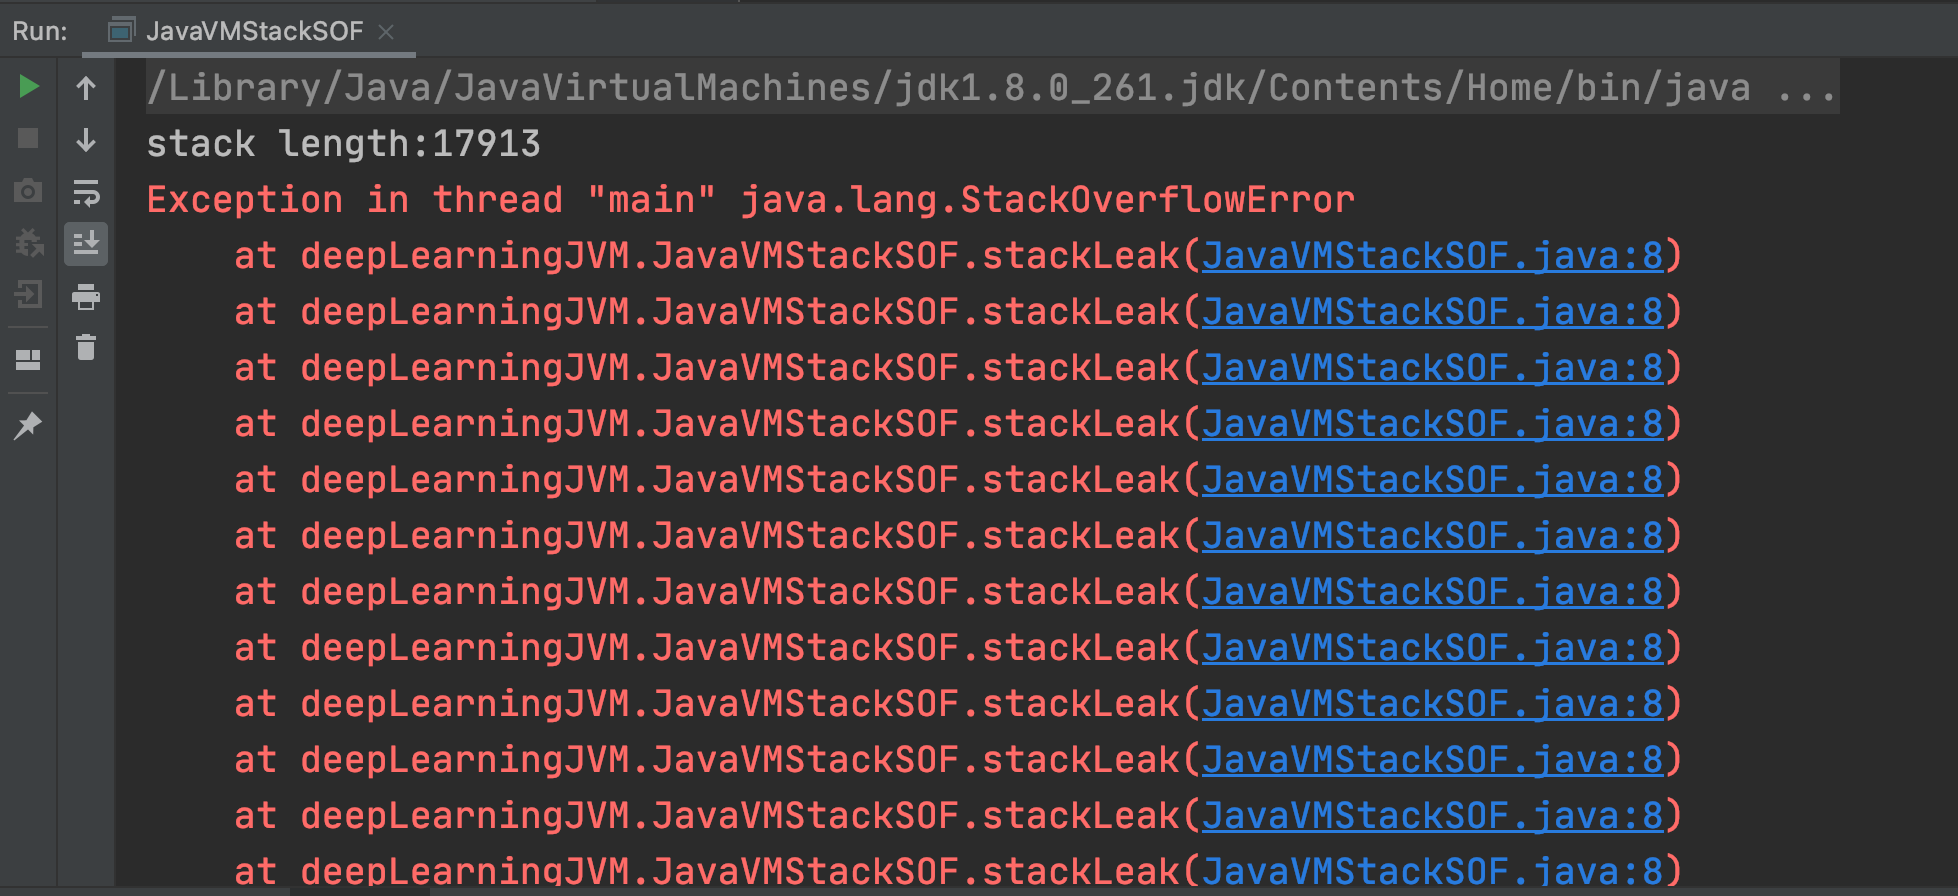 Run: JavaVMStackSOF
/Library/Java/JavaVirtualMachines/jdk1.8.0_261.jdk/Contents/Home/bin/java ...
stack length:17913
Exception in thread "main" java.lang.StackOverflowError
at deepLearningJVM.JavaVMStackSOF.stackLeak(JavaVMStackSOF.java:8)
at deepLearningJVM.JavaVMStackSOF.stackLeak(JavaVMStackSOF.java:8)
at deepLearningJVM.JavaVMStackSOF.stackLeak(JavaVMStackSOF.java:8)
at deepLearningJVM.JavaVMStackSOF.stackLeak(JavaVMStackSOF.java:8)
at deepLearningJVM.JavaVMStackSOF.stackLeak(JavaVMStackSOF.java:8)
at deepLearningJVM.JavaVMStackSOF.stackLeak(JavaVMStackSOF.java:8)
at deepLearningJVM.JavaVMStackSOF.stackLeak(JavaVMStackSOF.java:8)
at deepLearningJVM.JavaVMStackSOF.stackLeak(JavaVMStackSOF.java:8)
at deepLearningJVM.JavaVMStackSOF.stackLeak(JavaVMStackSOF.java:8)
at deepLearningJVM.JavaVMStackSOF.stackLeak(JavaVMStackSOF.java:8)
at deepLearningJVM.JavaVMStackSOF.stackLeak(JavaVMStackSOF.java:8)
at deepLearningJVM.JavaVMStackSOF.stackLeak(JavaVMStackSOF.java:8)